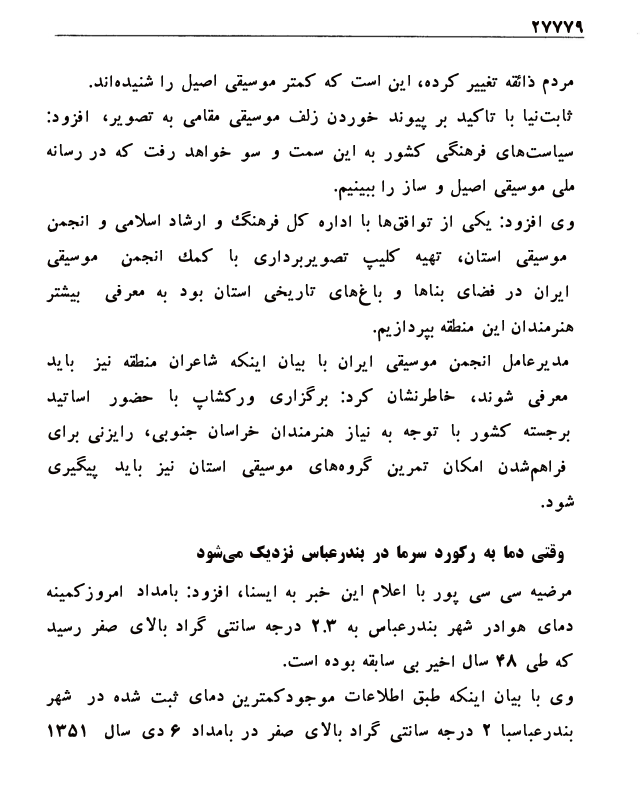 ۲۷۷۷۹
مردم ذائقه تغییر کرده، این است که کمتر موسیقی اصیل را شنیده‌اند.
ثابت‌نیا با تاکید بر پیوند خوردن زلف موسیقی مقامی به تصویر، افزود:
سیاست‌های فرهنگی کشور به این سمت و سو خواهد رفت که در رسانه
ملی موسیقی اصیل و ساز را ببینیم.
وی افزود: یکی از توافق‌ها با اداره کل فرهنگ و ارشاد اسلامی و انجمن
موسیقی استان، تهیه کلیپ تصویربرداری با کمک انجمن موسیقی
ایران در فضای بناها و باغ‌های تاریخی استان بود به معرفی بیشتر
هنرمندان این منطقه بپردازیم.
مدیرعامل انجمن موسیقی ایران با بیان اینکه شاعران منطقه نیز باید
معرفی شوند، خاطرنشان کرد: برگزاری ورکشاپ با حضور اساتید
برجسته کشور با توجه به نیاز هنرمندان خراسان جنوبی، رایزنی برای
فراهم‌شدن امکان تمرین گروه‌های موسیقی استان نیز باید پیگیری
شود.
وقتی دما به رکورد سرما در بندرعباس نزدیک می‌شود
مرضیه سی سی پور با اعلام این خبر به ایسنا، افزود: بامداد امروزکمینه
دمای هوادر شهر بندرعباس به ۲.۳ درجه سانتی گراد بالای صفر رسید
که طی ۴۸ سال اخیر بی سابقه بوده است.
وی با بیان اینکه طبق اطلاعات موجودکمترین دمای ثبت شده در شهر
بندرعباسبا ۲ درجه سانتی گراد بالای صفر در بامداد ۶ دی سال ۱۳۵۱